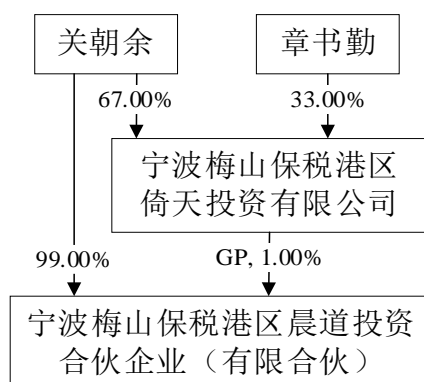 关朝余
章书勤
67.00%
33.00%
宁波梅山保税港区
倚天投资有限公司
99.00%
GP, 1.00%
宁波梅山保税港区晨道投资
合伙企业（有限合伙）